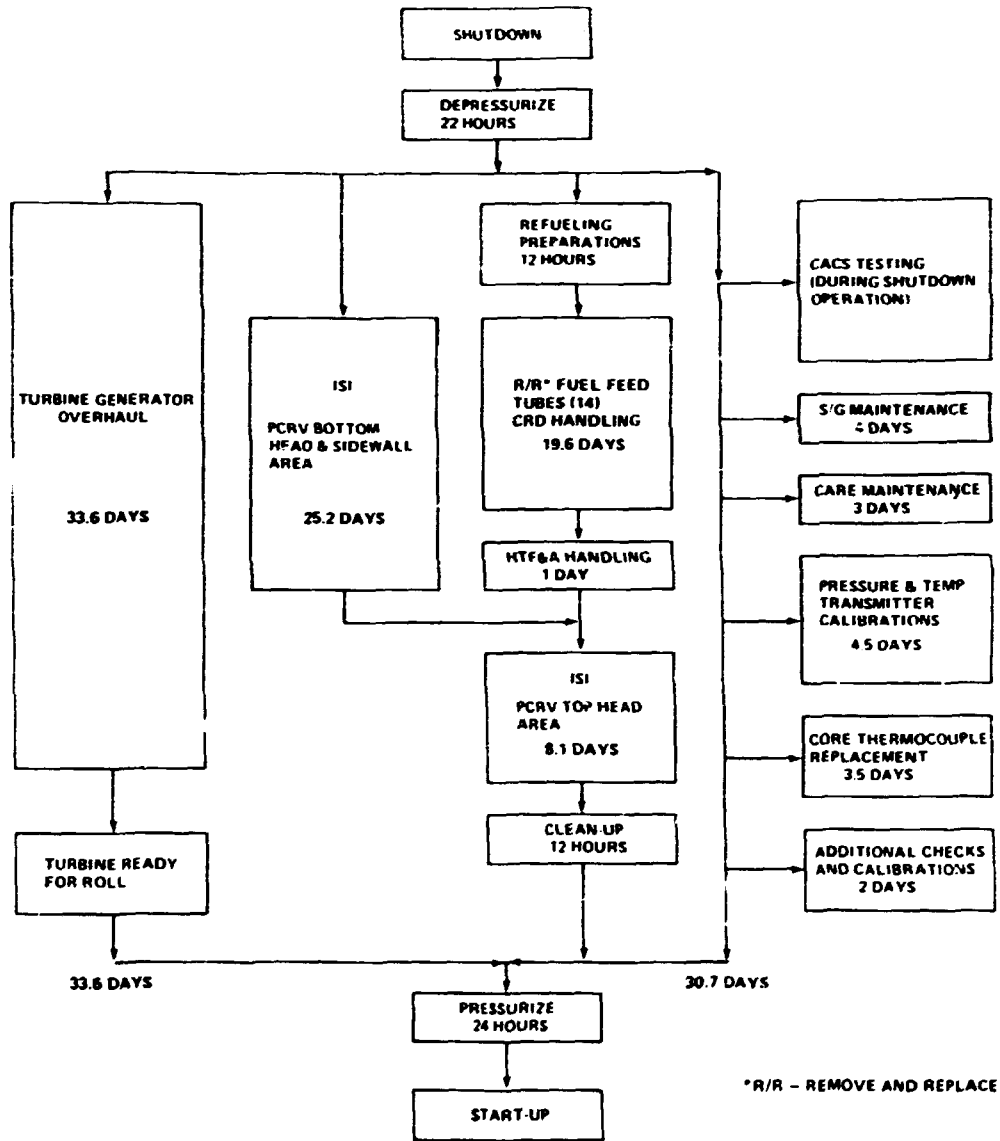 SHUTDOWN
DEPRESSURIZE
22 HOURS
TURBINE GENERATOR
OVERHAUL
33.6 DAYS
TURBINE READY
FOR ROLL
33.6 DAYS
ISI
PCRV BOTTOM
HEAD & SIDEWALL
AREA
25.2 DAYS
REFUELING
PREPARATIONS
12 HOURS
R/R* FUEL FEED
TUBES (14)
CRD HANDLING
19.6 DAYS
HTF&A HANDLING
1 DAY
ISI
PCRV TOP HEAD
AREA
8.1 DAYS
CLEAN-UP
12 HOURS
CACS TESTING
(DURING SHUTDOWN
OPERATION)
S/G MAINTENANCE
4 DAYS
CARE MAINTENANCE
3 DAYS
PRESSURE & TEMP
TRANSMITTER
CALIBRATIONS
4.5 DAYS
CORE THERMOCOUPLE
REPLACEMENT
3.5 DAYS
ADDITIONAL CHECKS
AND CALIBRATIONS
2 DAYS
30.7 DAYS
PRESSURIZE
24 HOURS
START-UP
*R/R – REMOVE AND REPLACE